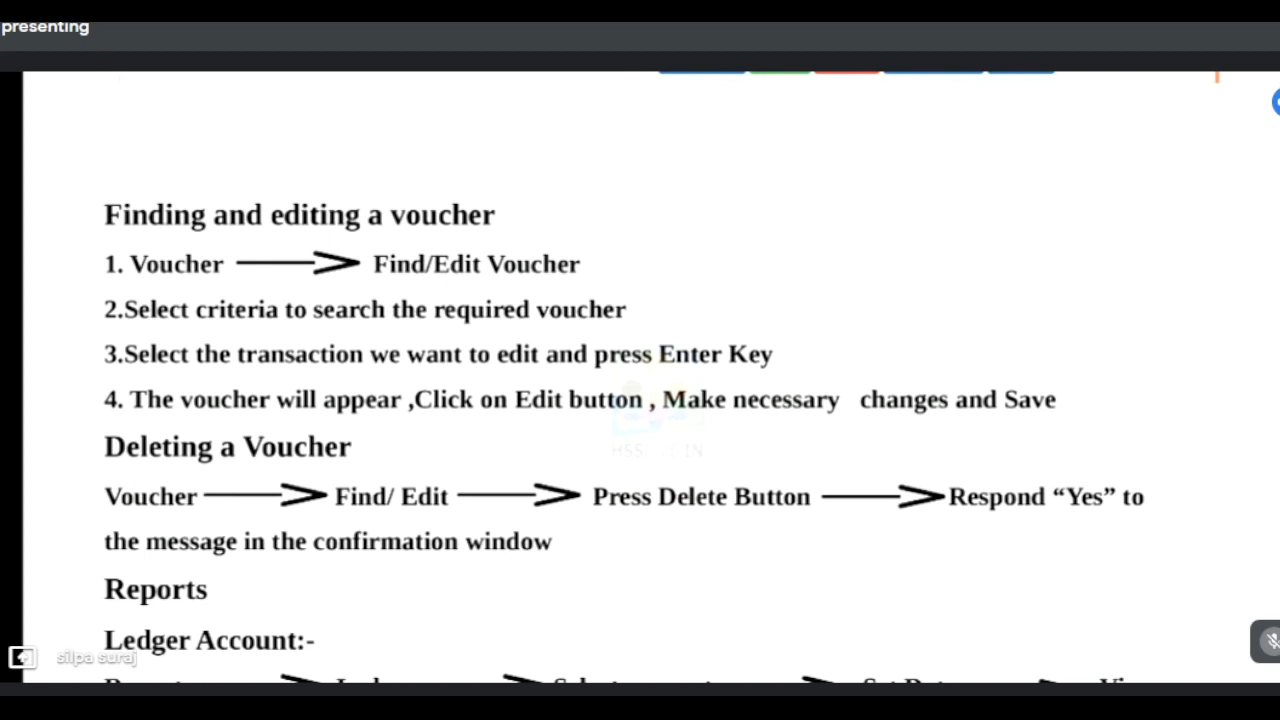 presenting
Finding and editing a voucher
1. Voucher Find/Edit Voucher
2.Select criteria to search the required voucher
3.Select the transaction we want to edit and press Enter Key
4. The voucher will appear ,Click on Edit button , Make necessary changes and Save
Deleting a Voucher
Voucher Find/ Edit Press Delete Button Respond “Yes” to
the message in the confirmation window
Reports
Ledger Account:-
silpa suraj